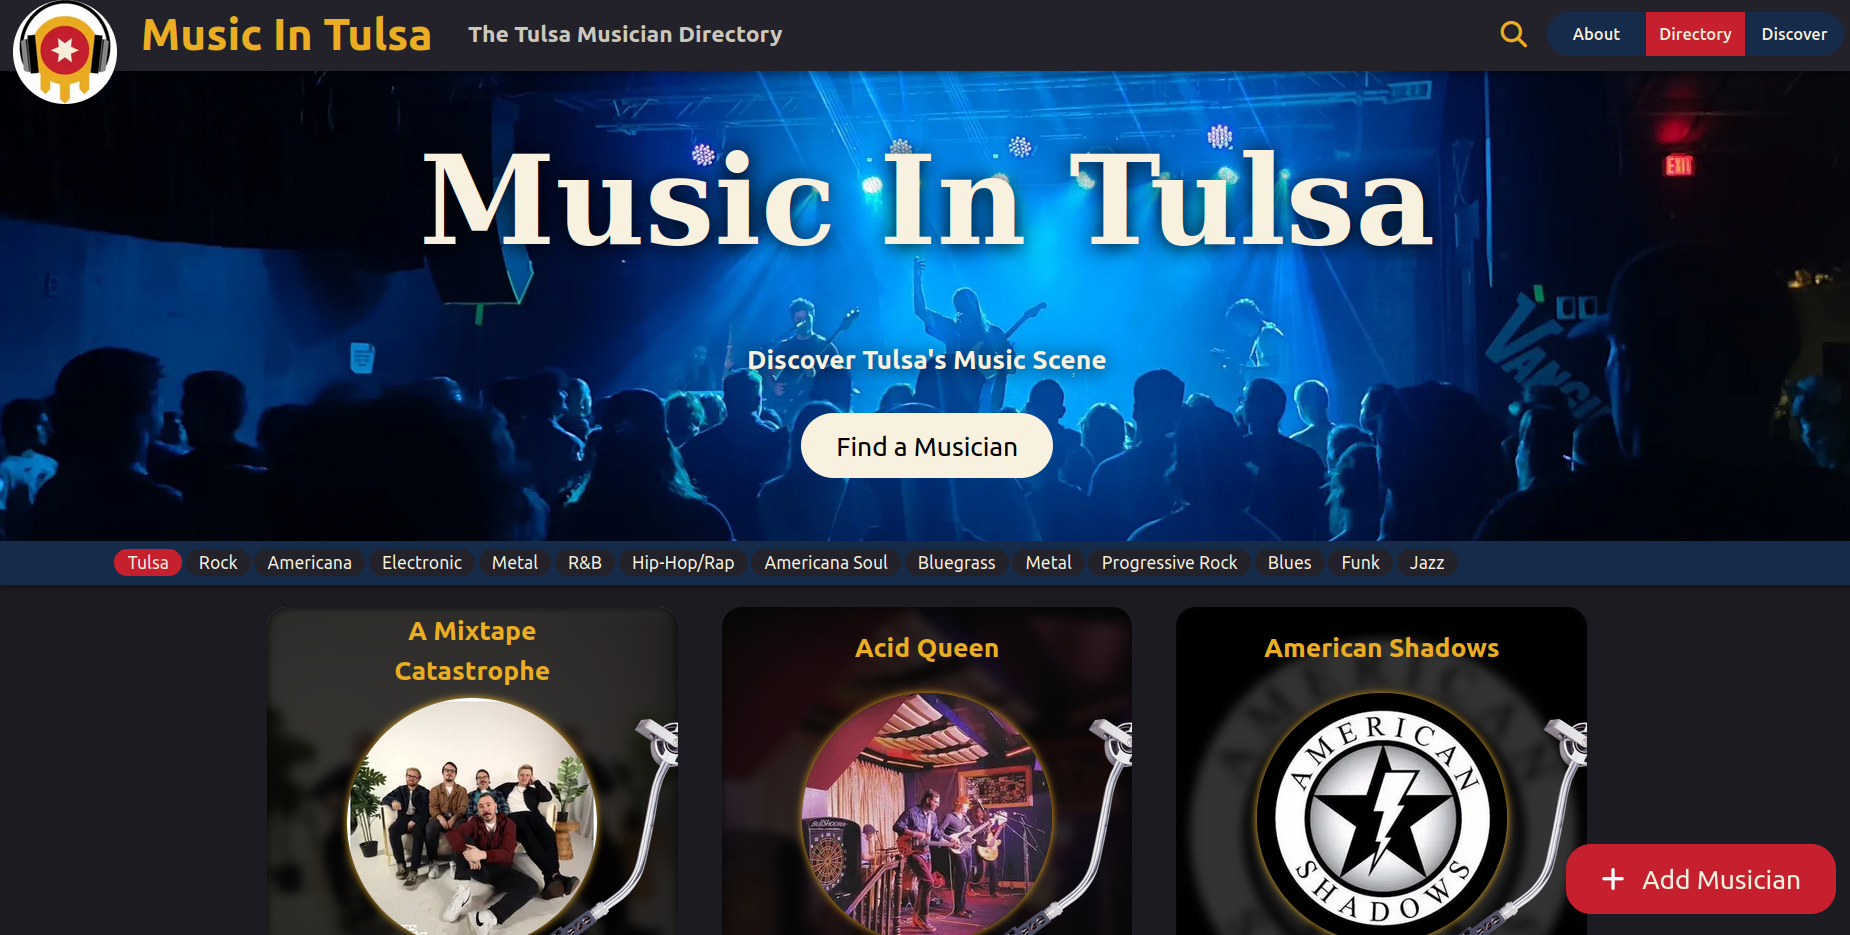 Music In Tulsa
The Tulsa Musician Directory
About
Directory
Discover
Music In Tulsa
EXIT
Discover Tulsa's Music Scene
Find a Musician
Tulsa
Rock
Americana
Electronic
Metal
R&B
Hip-Hop/Rap
Americana Soul
Bluegrass
Metal
Progressive Rock
Blues
Funk
Jazz
A Mixtape
Catastrophe
Acid Queen
American Shadows
AMERICAN
SHADOWS
+ Add Musician